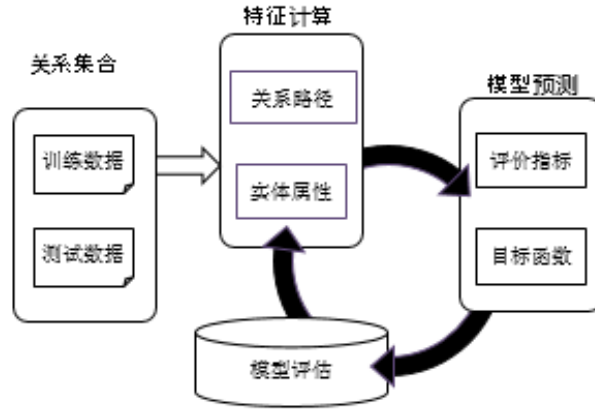 特征计算
关系集合
模型预测
关系路径
训练数据
评价指标
实体属性
测试数据
目标函数
模型评估